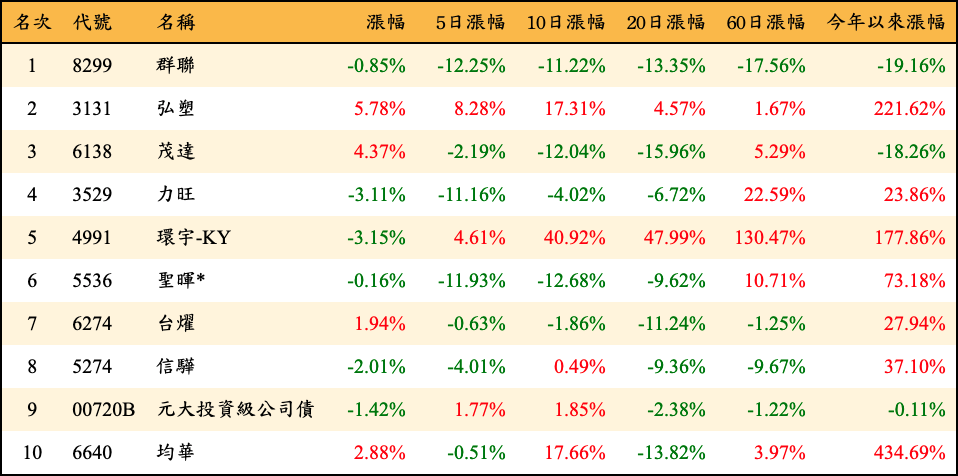 名次 代號 名稱 漲幅 5日漲幅 10日漲幅 20日漲幅 60日漲幅 今年以來漲幅
1 8299 群聯 -0.85% -12.25% -11.22% -13.35% -17.56% -19.16%
2 3131 弘塑 5.78% 8.28% 17.31% 4.57% 1.67% 221.62%
3 6138 茂達 4.37% -2.19% -12.04% -15.96% 5.29% -18.26%
4 3529 力旺 -3.11% -11.16% -4.02% -6.72% 22.59% 23.86%
5 4991 環宇-KY -3.15% 4.61% 40.92% 47.99% 130.47% 177.86%
6 5536 聖暉* -0.16% -11.93% -12.68% -9.62% 10.71% 73.18%
7 6274 台燿 1.94% -0.63% -1.86% -11.24% -1.25% 27.94%
8 5274 信驊 -2.01% -4.01% 0.49% -9.36% -9.67% 37.10%
9 00720B 元大投資級公司債 -1.42% 1.77% 1.85% -2.38% -1.22% -0.11%
10 6640 均華 2.88% -0.51% 17.66% -13.82% 3.97% 434.69%